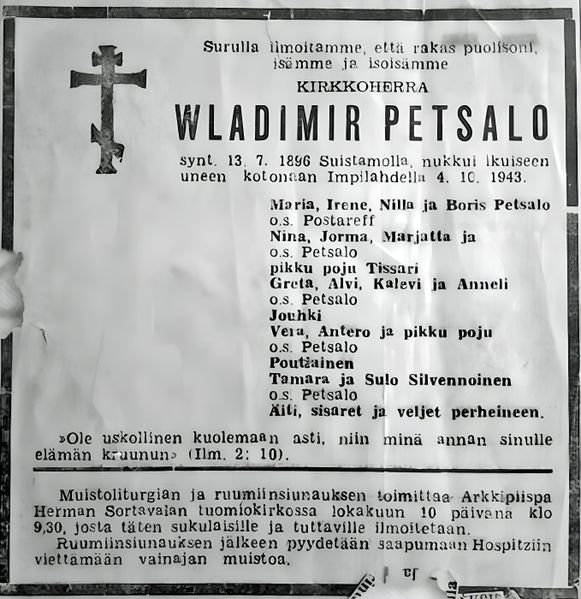 Surulla ilmoitamme, että rakas puolisoni,
isämme ja isoisämme
KIRKKOHERRA
WLADIMIR PETSALO
synt. 13. 7. 1896 Suistamolla, nukkui ikuiseen
uneen kotonaan Impilahdella 4. 10. 1943.
Maria, Irene, Nilla ja Boris Petsalo
o.s. Postareff
Nina, Jorma, Marjatta ja
o.s. Petsalo
pikku poju Tissari
Greta, Alvi, Kalevi ja Anneli
o.s. Petsalo
Jouhki
Vera, Antero ja pikku poju
o.s. Petsalo
Poutiainen
Tamara ja Sulo Silvennoinen
o.s. Petsalo
Äiti, sisaret ja veljet perheineen.
»Ole uskollinen kuolemaan asti, niin minä annan sinulle
elämän kruunun» (Ilm. 2: 10).
Muistoliturgian ja ruumiinsiunauksen toimittaa Arkkipiispa
Herman Sortavalan tuomiokirkossa lokakuun 10 päivänä klo
9,30, josta täten sukulaisille ja tuttaville ilmoitetaan.
Ruumiinsiunauksen jälkeen pyydetään saapumaan Hospitziin
viettämään vainajan muistoa.
ja